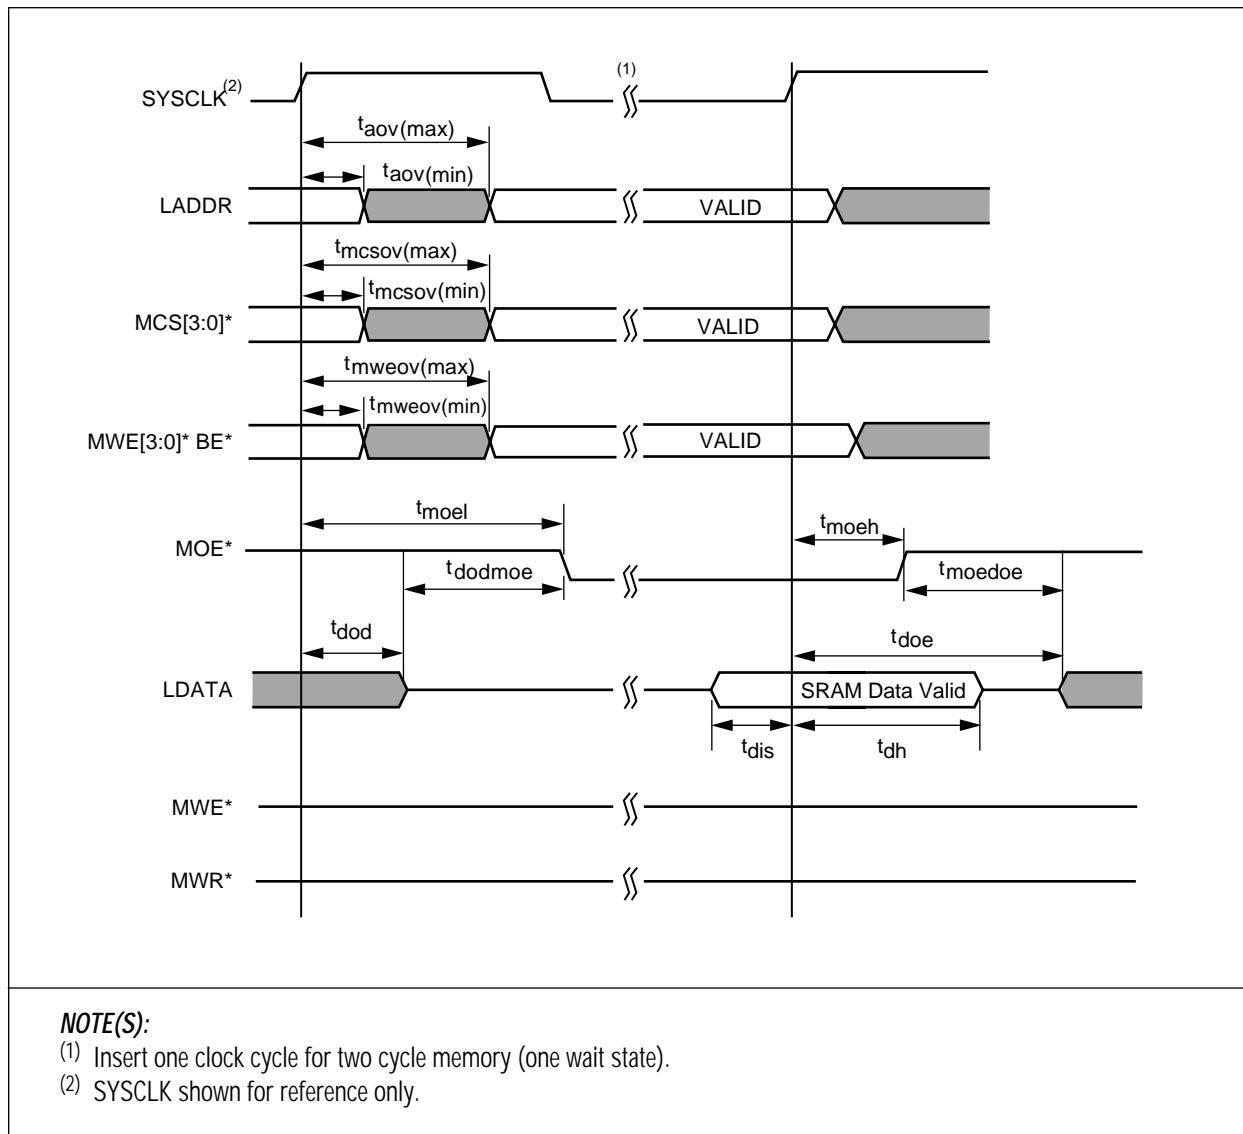 (1)
SYSCLK(2)
taov(max)
taov(min)
LADDR VALID
tmcsov(max)
tmcsov(min)
MCS[3:0]* VALID
tmweov(max)
tmweov(min)
MWE[3:0]* BE* VALID
tmoel tmoeh
MOE*
tdodmoe tmoedoe
tdod tdoe
LDATA SRAM Data Valid
tdis tdh
MWE*
MWR*
NOTE(S):
(1) Insert one clock cycle for two cycle memory (one wait state).
(2) SYSCLK shown for reference only.